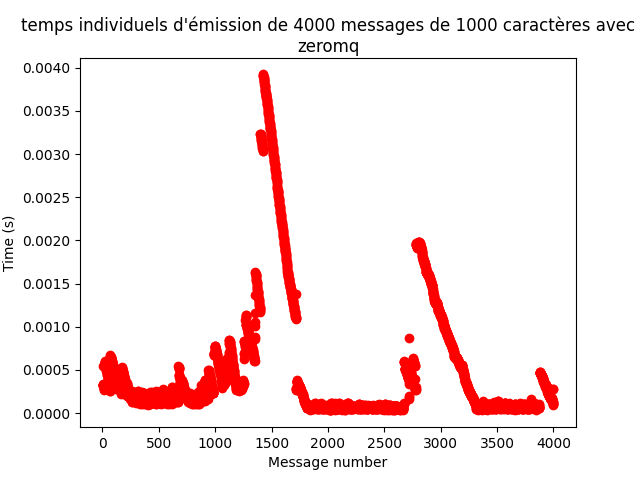 temps individuels d'émission de 4000 messages de 1000 caractères avec
zeromq
0.0040
0.0035
0.0030
0.0025
0.0020
0.0015
0.0010
0.0005
0.0000
Time (s)
0 500 1000 1500 2000 2500 3000 3500 4000
Message number